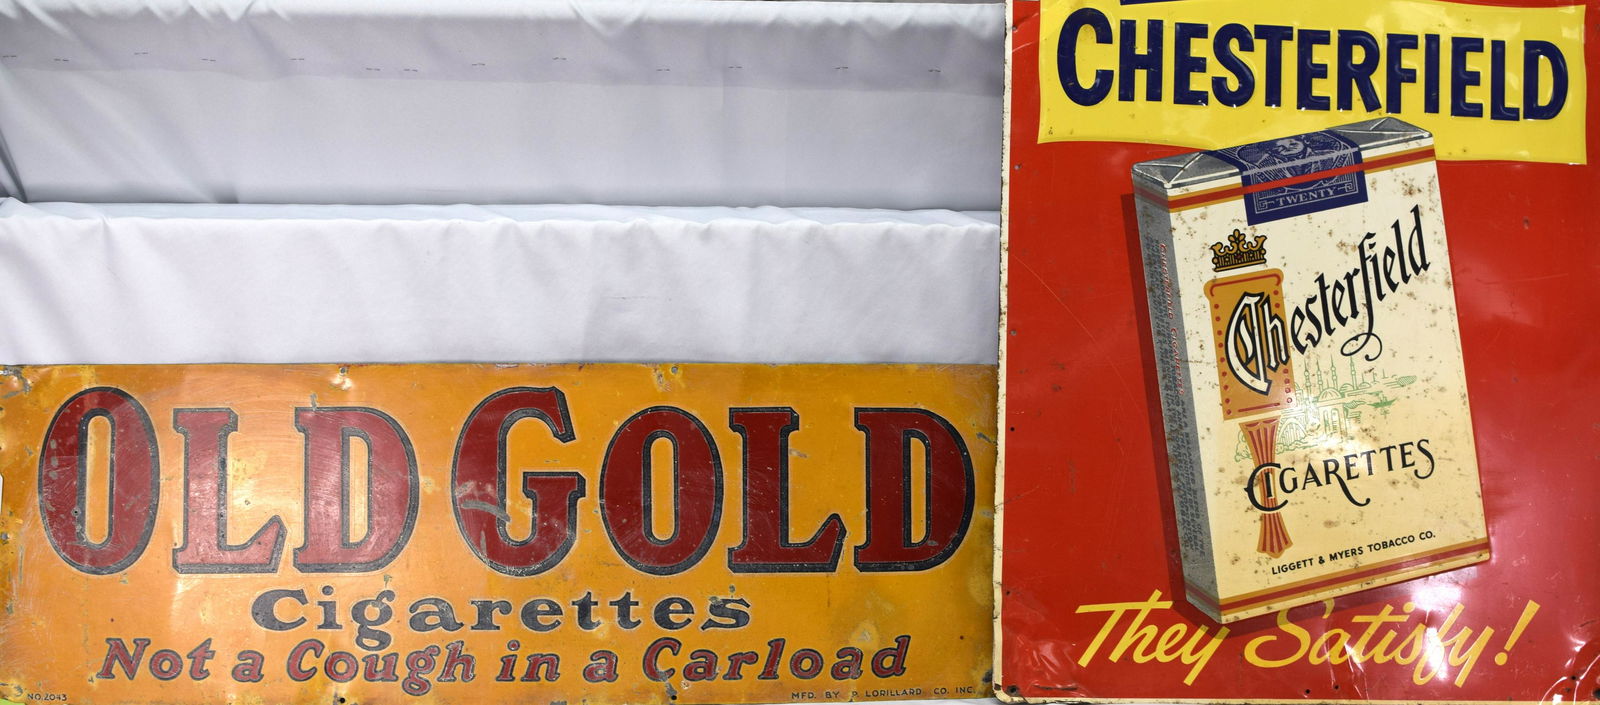 OLD GOLD
Cigarettes
Not a Cough in a Carload
NO. 2043
MFD. BY P. LORILLARD CO. INC.
CHESTERFIELD
TWENTY
Chesterfield
CIGARETTES
LIGGETT & MYERS TOBACCO CO.
They Satisfy!